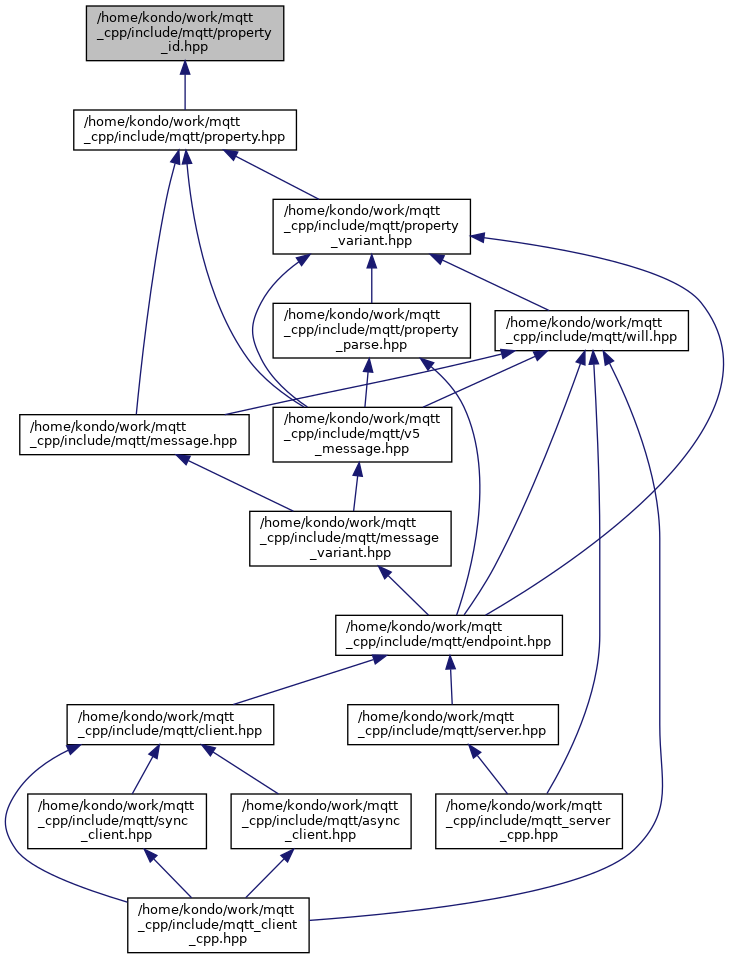 /home/kondo/work/mqtt
_cpp/include/mqtt/property
_id.hpp
/home/kondo/work/mqtt
_cpp/include/mqtt/property.hpp
/home/kondo/work/mqtt
_cpp/include/mqtt/property
_variant.hpp
/home/kondo/work/mqtt
_cpp/include/mqtt/property
_parse.hpp
/home/kondo/work/mqtt
_cpp/include/mqtt/will.hpp
/home/kondo/work/mqtt
_cpp/include/mqtt/message.hpp
/home/kondo/work/mqtt
_cpp/include/mqtt/v5
_message.hpp
/home/kondo/work/mqtt
_cpp/include/mqtt/message
_variant.hpp
/home/kondo/work/mqtt
_cpp/include/mqtt/endpoint.hpp
/home/kondo/work/mqtt
_cpp/include/mqtt/client.hpp
/home/kondo/work/mqtt
_cpp/include/mqtt/server.hpp
/home/kondo/work/mqtt
_cpp/include/mqtt/sync
_client.hpp
/home/kondo/work/mqtt
_cpp/include/mqtt/async
_client.hpp
/home/kondo/work/mqtt
_cpp/include/mqtt_server
_cpp.hpp
/home/kondo/work/mqtt
_cpp/include/mqtt_client
_cpp.hpp